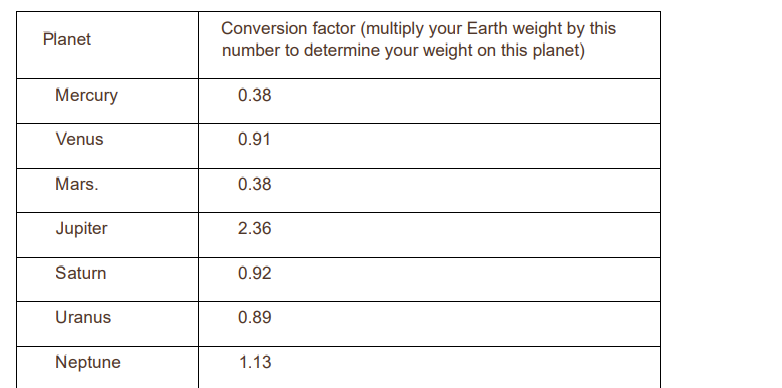 Planet
Conversion factor (multiply your Earth weight by this
number to determine your weight on this planet)
Mercury 0.38
Venus 0.91
Mars. 0.38
Jupiter 2.36
Saturn 0.92
Uranus 0.89
Neptune 1.13